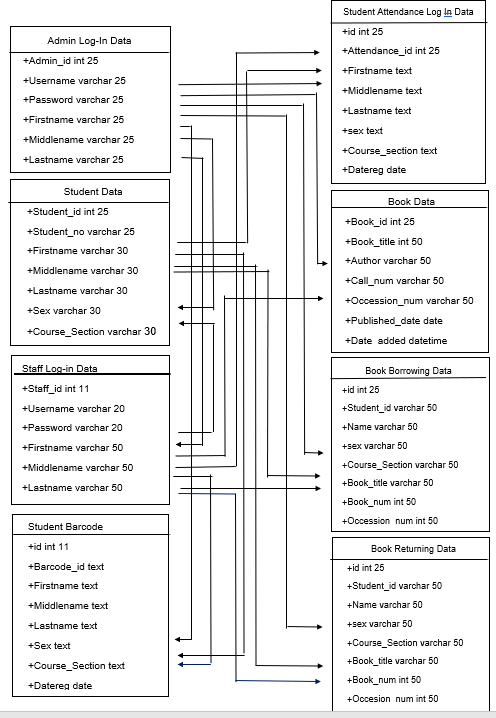 Admin Log-In Data
+Admin_id int 25
+Username varchar 25
+Password varchar 25
+Firstname varchar 25
+Middlename varchar 25
+Lastname varchar 25
Student Data
+Student_id int 25
+Student_no varchar 25
+Firstname varchar 30
+Middlename varchar 30
+Lastname varchar 30
+Sex varchar 30
+Course_Section varchar 30
Staff Log-in Data
+Staff_id int 11
+Username varchar 20
+Password varchar 20
+Firstname varchar 50
+Middlename varchar 50
+Lastname varchar 50
Student Barcode
+id int 11
+Barcode_id text
+Firstname text
+Middlename text
+Lastname text
+Sex text
+Course_Section text
+Datereg date
Student Attendance Log In Data
+id int 25
+Attendance_id int 25
+Firstname text
+Middlename text
+Lastname text
+sex text
+Course_section text
+Datereg date
Book Data
+Book_id int 25
+Book_title int 50
+Author varchar 50
+Call_num varchar 50
+Occession_num varchar 50
+Published_date date
+Date_added datetime
Book Borrowing Data
+id int 25
+Student_id varchar 50
+Name varchar 50
+sex varchar 50
+Course_Section varchar 50
+Book_title varchar 50
+Book_num int 50
+Occession_num int 50
Book Returning Data
+id int 25
+Student_id varchar 50
+Name varchar 50
+sex varchar 50
+Course_Section varchar 50
+Book_title varchar 50
+Book_num int 50
+Occesion_num int 50